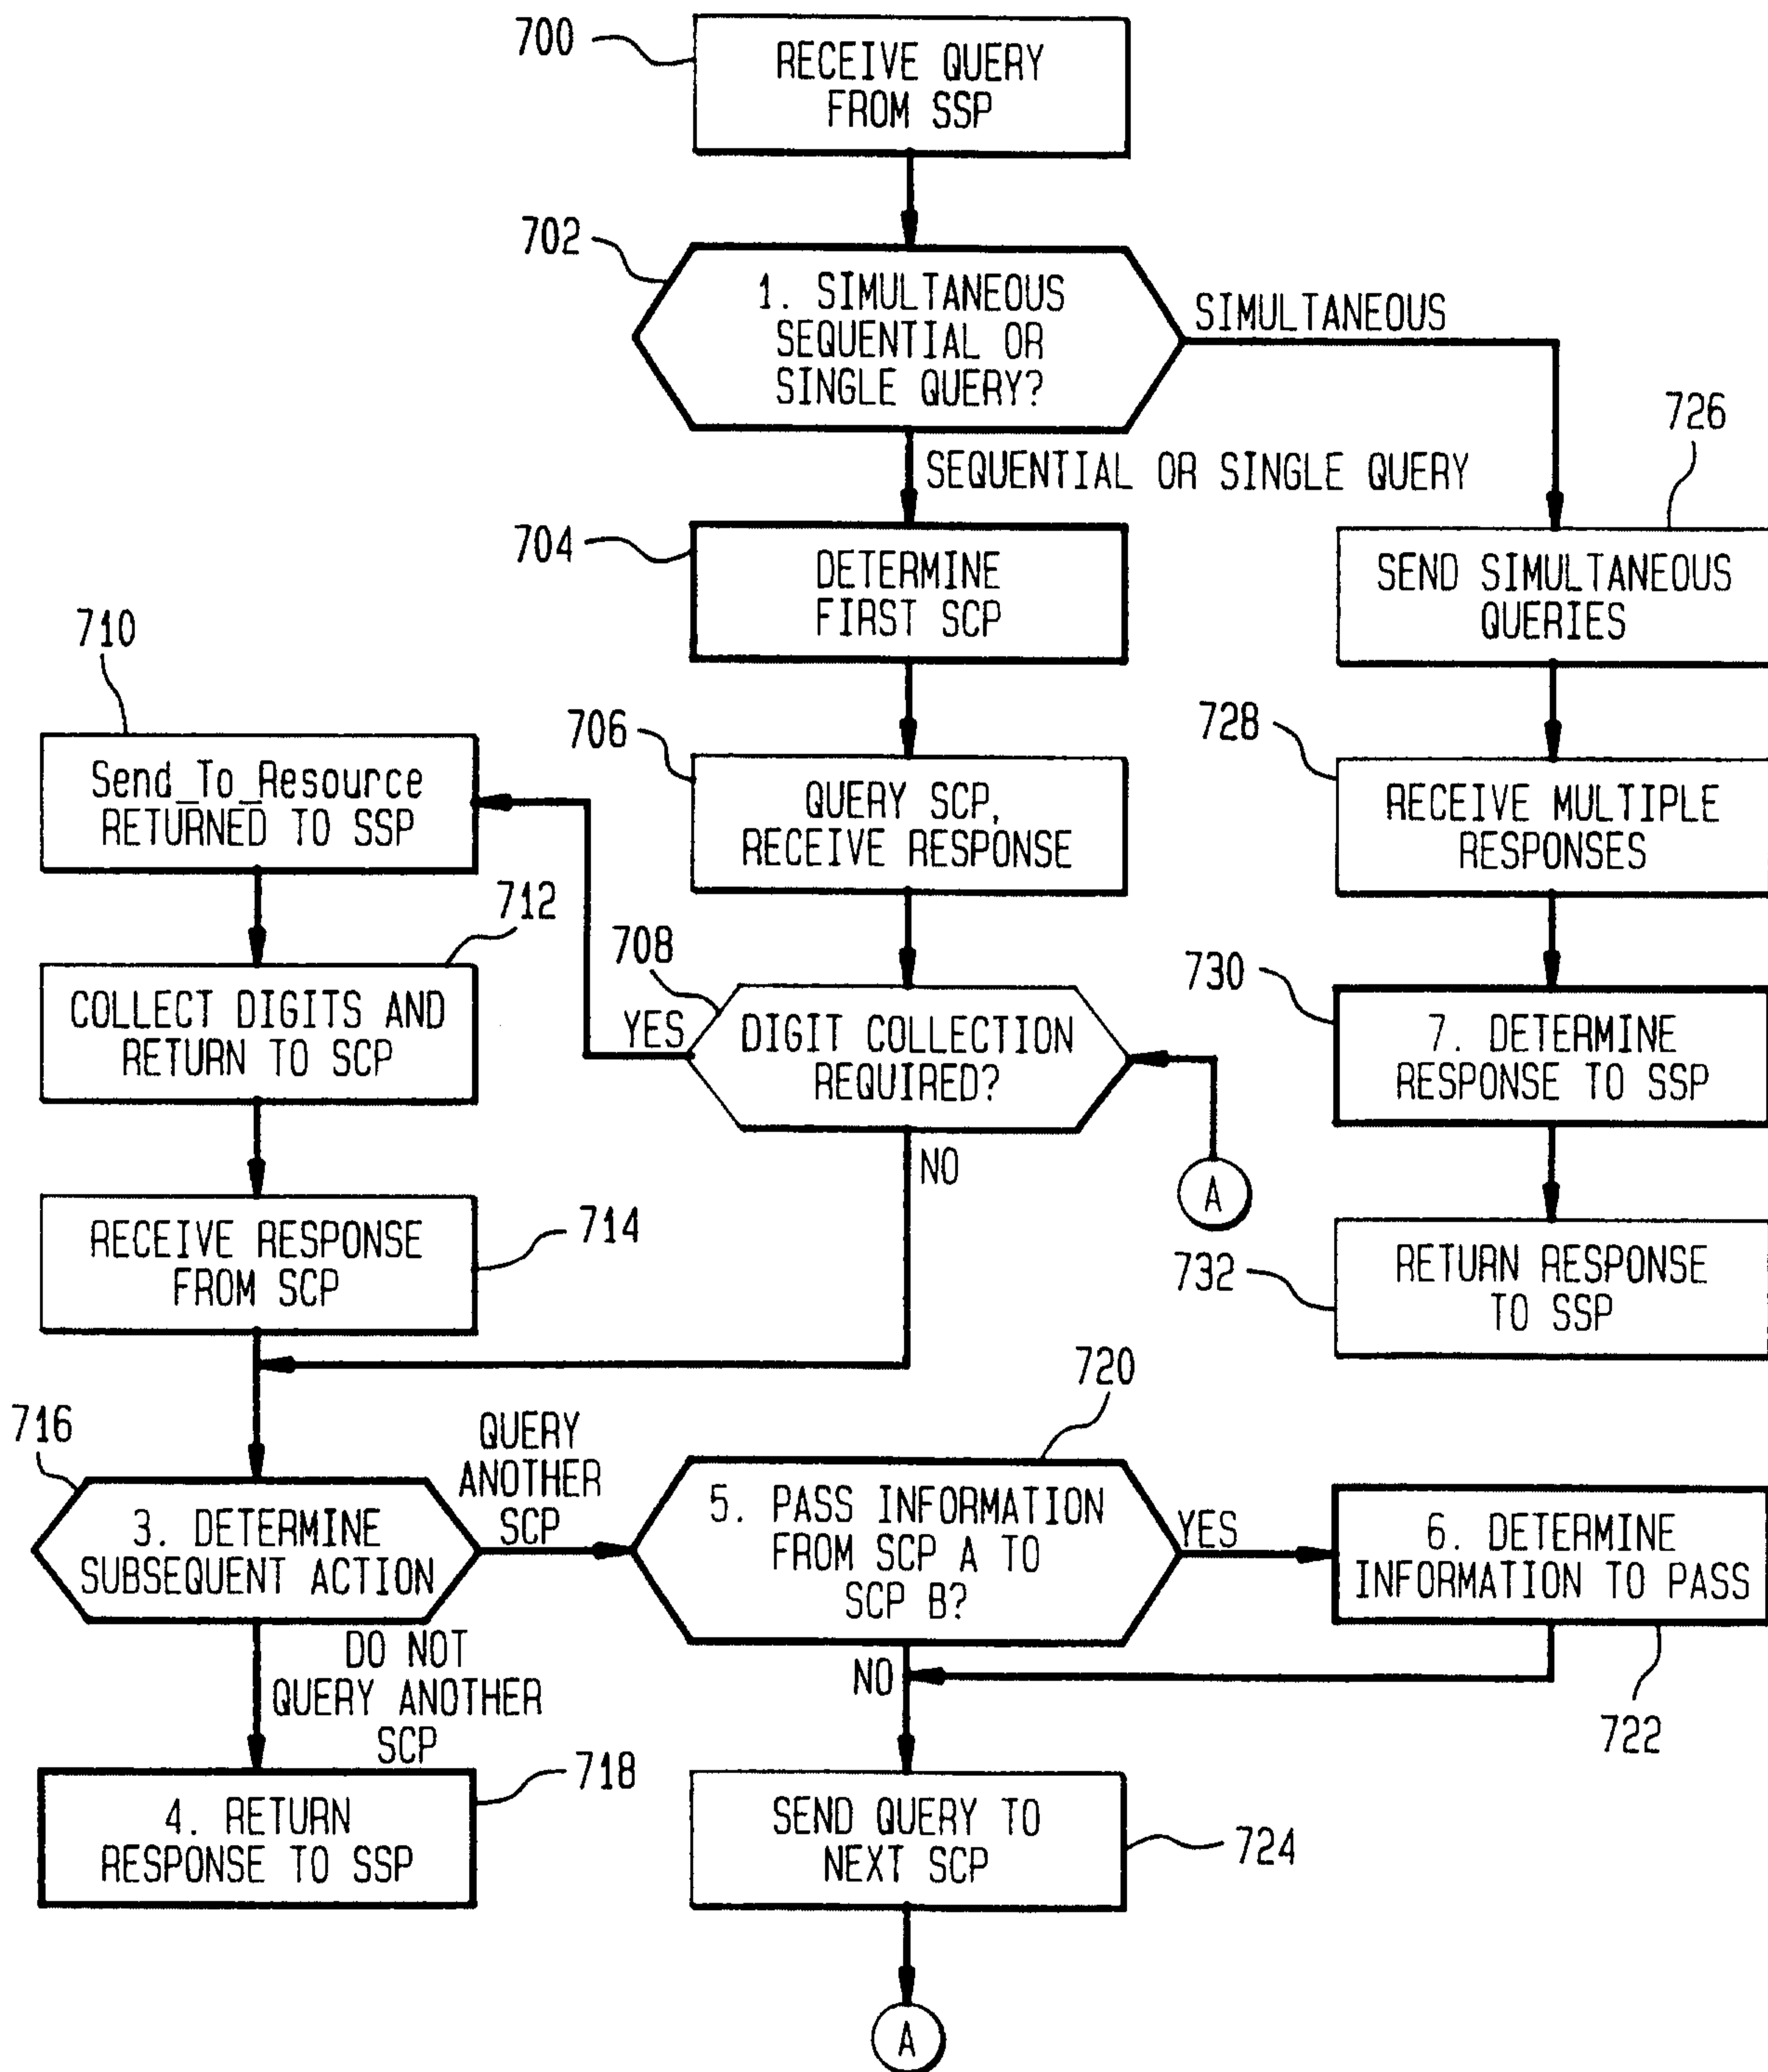 700
RECEIVE QUERY
FROM SSP
702
1. SIMULTANEOUS
SEQUENTIAL OR
SINGLE QUERY?
SIMULTANEOUS
SEQUENTIAL OR SINGLE QUERY
726
704
DETERMINE
FIRST SCP
SEND SIMULTANEOUS
QUERIES
710
706
728
Send_To_Resource
RETURNED TO SSP
QUERY SCP,
RECEIVE RESPONSE
RECEIVE MULTIPLE
RESPONSES
712
708
730
COLLECT DIGITS AND
RETURN TO SCP
YES
DIGIT COLLECTION
REQUIRED?
7. DETERMINE
RESPONSE TO SSP
NO
A
RECEIVE RESPONSE
FROM SCP
714
732
RETURN RESPONSE
TO SSP
720
716
QUERY
ANOTHER
SCP
3. DETERMINE
SUBSEQUENT ACTION
5. PASS INFORMATION
FROM SCP A TO
SCP B?
YES
6. DETERMINE
INFORMATION TO PASS
DO NOT
QUERY ANOTHER
SCP
NO
722
718
4. RETURN
RESPONSE TO SSP
SEND QUERY TO
NEXT SCP
724
A